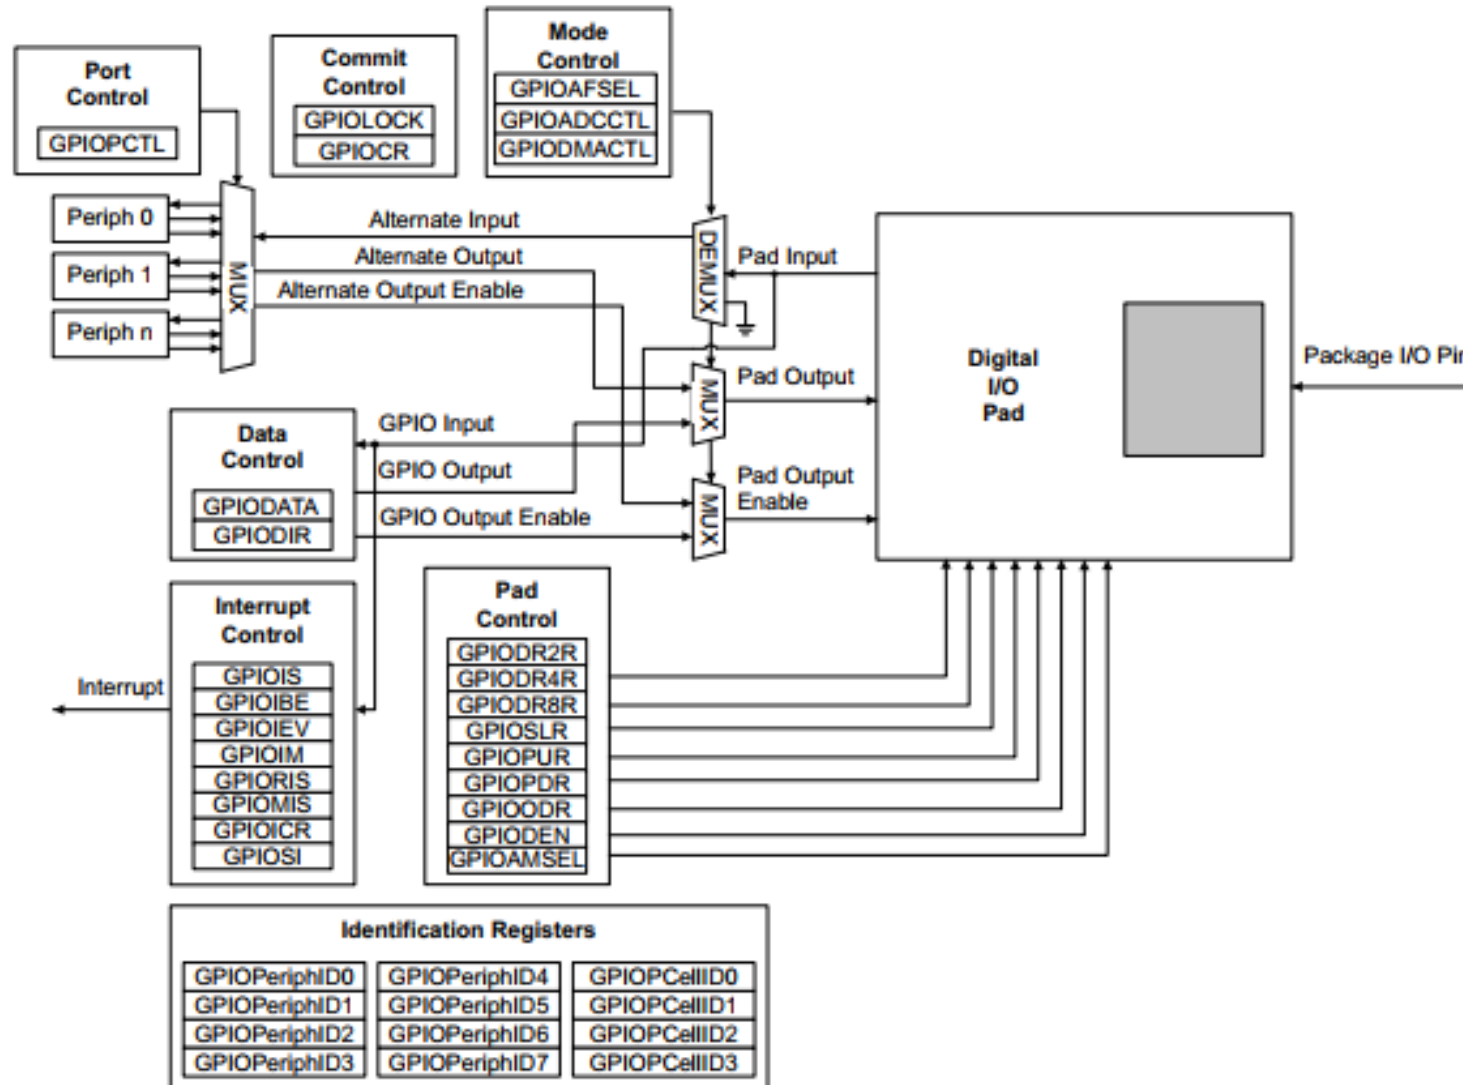 Port
Control
GPIOPCTL
Commit
Control
GPIOLOCK
GPIOCR
Mode
Control
GPIOAFSEL
GPIOADCCTL
GPIODMACTL
Periph 0
Periph 1
Periph n
MUX
Alternate Input
Alternate Output
Alternate Output Enable
DEMUX
Pad Input
MUX
Pad Output
MUX
Pad Output
Enable
Digital
I/O
Pad
Package I/O Pin
Data
Control
GPIODATA
GPIODIR
GPIO Input
GPIO Output
GPIO Output Enable
Interrupt
Control
GPIOIS
GPIOIBE
GPIOIEV
GPIOIM
GPIORIS
GPIOMIS
GPIOICR
GPIOSI
Interrupt
Pad
Control
GPIODR2R
GPIODR4R
GPIODR8R
GPIOSLR
GPIOPUR
GPIOPDR
GPIOODR
GPIODEN
GPIOAMSEL
Identification Registers
GPIOPeriphID0 GPIOPeriphID4 GPIOPCellID0
GPIOPeriphID1 GPIOPeriphID5 GPIOPCellID1
GPIOPeriphID2 GPIOPeriphID6 GPIOPCellID2
GPIOPeriphID3 GPIOPeriphID7 GPIOPCellID3